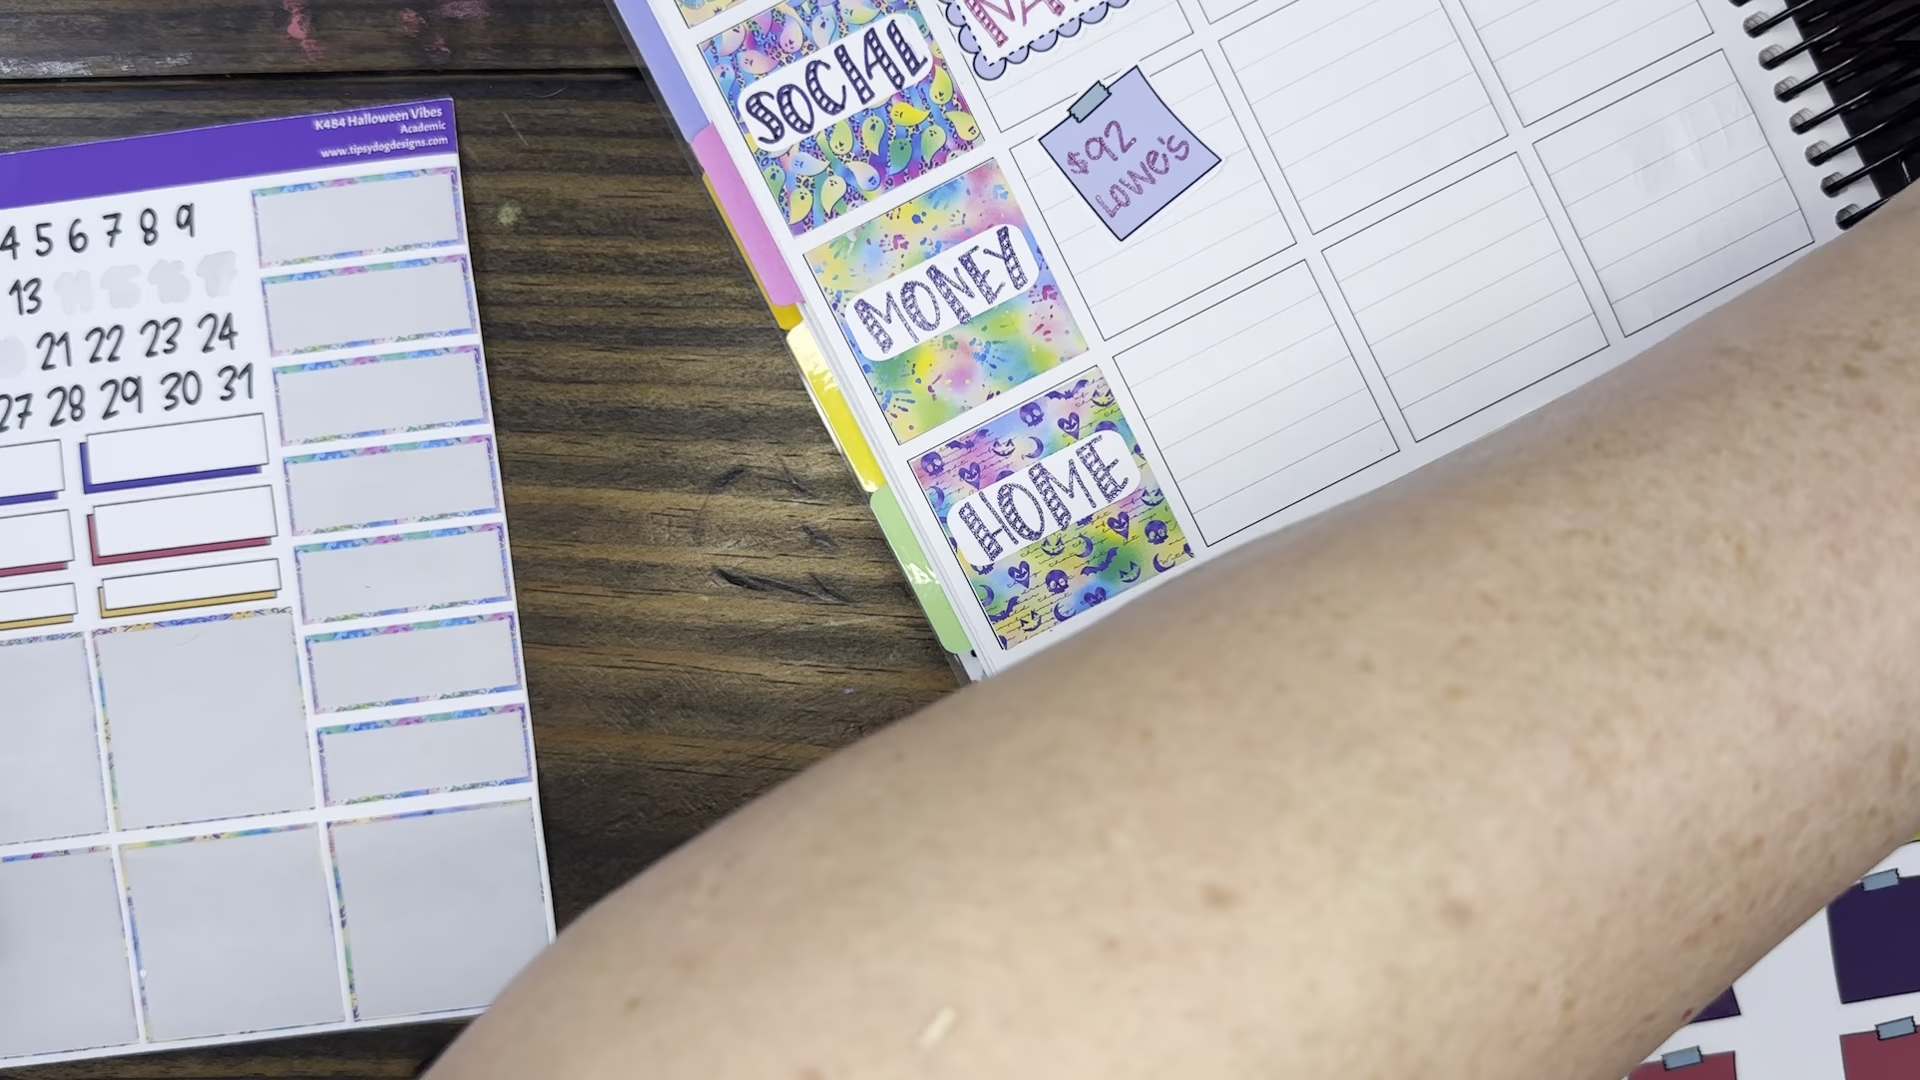 K484 Halloween Vibes
Academic
www.tipsydogdesigns.com
4 5 6 7 8 9
13
21 22 23 24
27 28 29 30 31
SOCIAL
$92
LOWE'S
MONEY
HOME